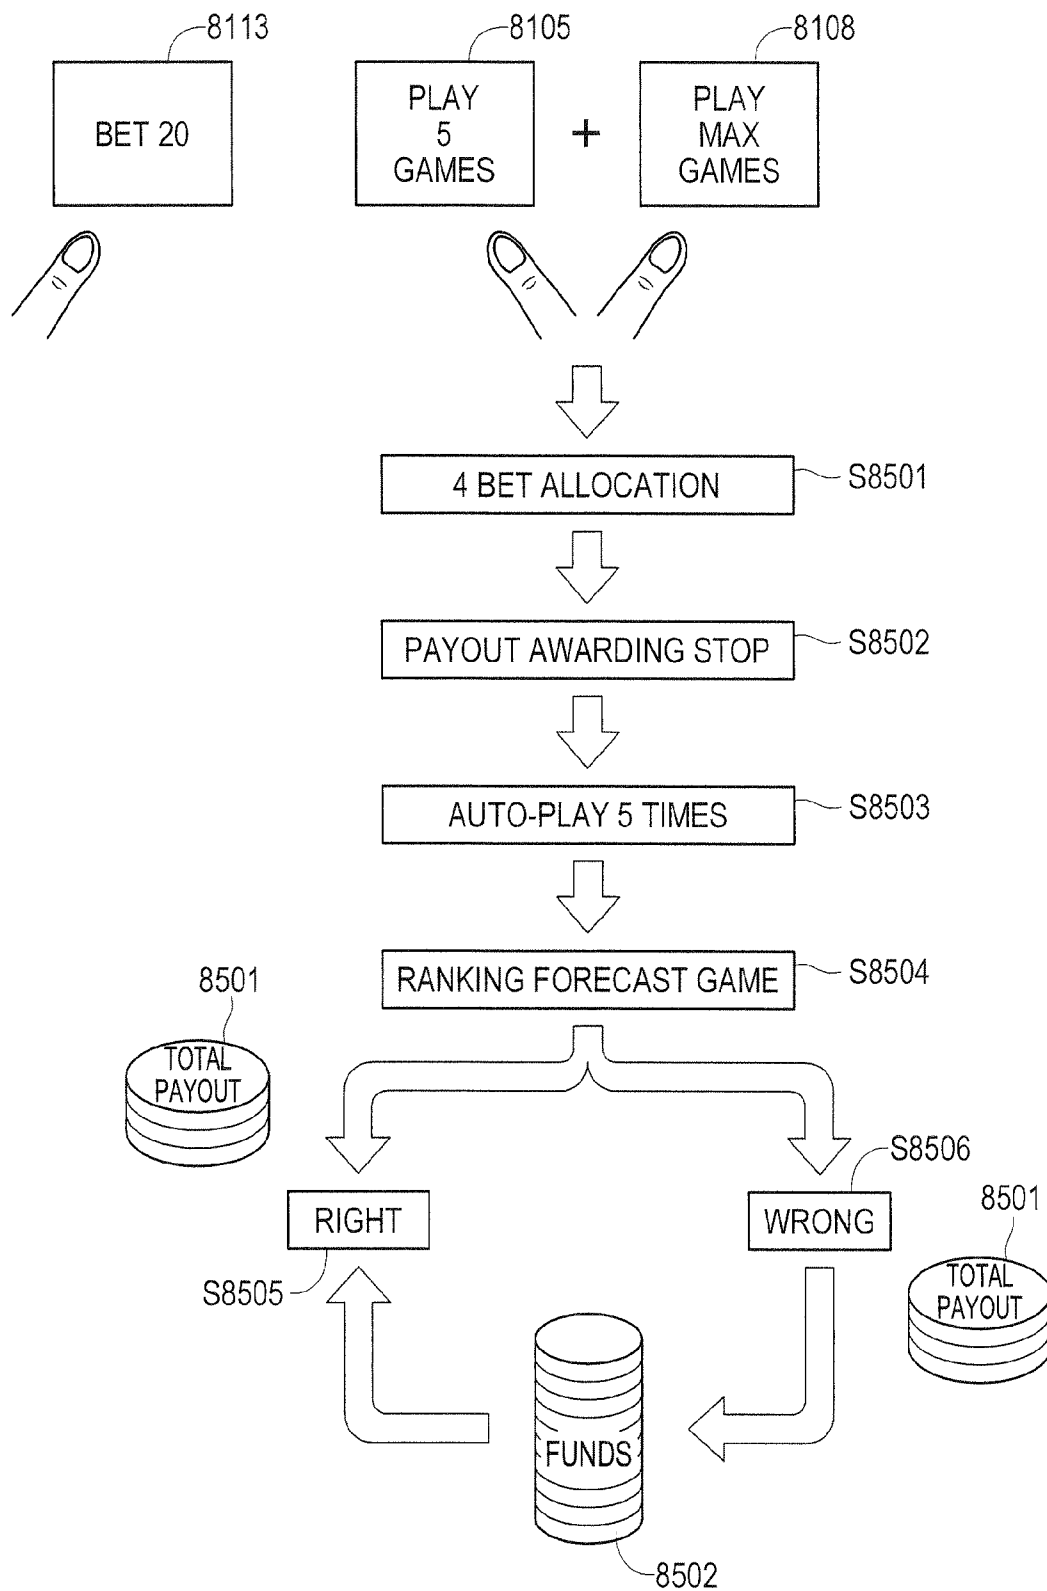 8113
8105
8108
BET 20
PLAY
5
GAMES
+
PLAY
MAX
GAMES
4 BET ALLOCATION
S8501
PAYOUT AWARDING STOP
S8502
AUTO-PLAY 5 TIMES
S8503
RANKING FORECAST GAME
S8504
8501
TOTAL
PAYOUT
S8506
RIGHT
WRONG
8501
S8505
TOTAL
PAYOUT
FUNDS
8502